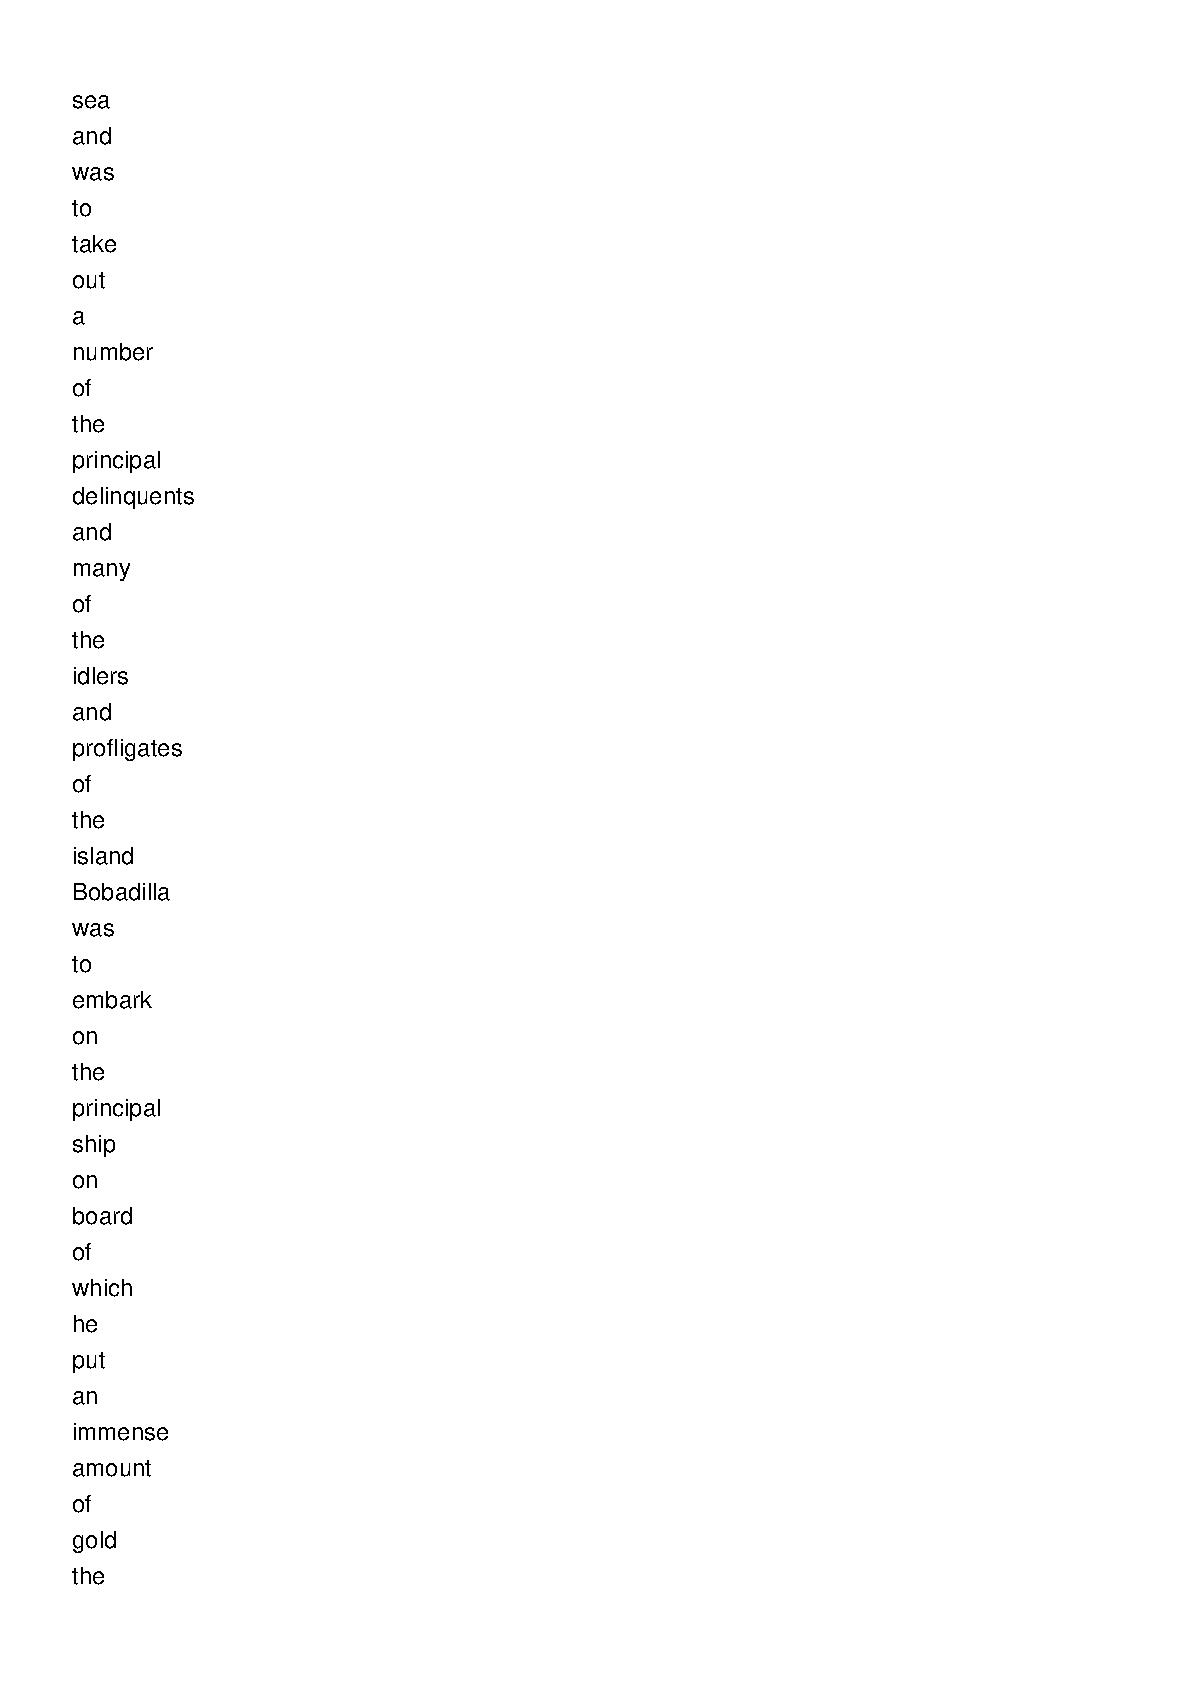 sea
and
was
to
take
out
a
number
of
the
principal
delinquents
and
many
of
the
idlers
and
profligates
of
the
island
Bobadilla
was
to
embark
on
the
principal
ship
on
board
of
which
he
put
an
immense
amount
of
gold
the